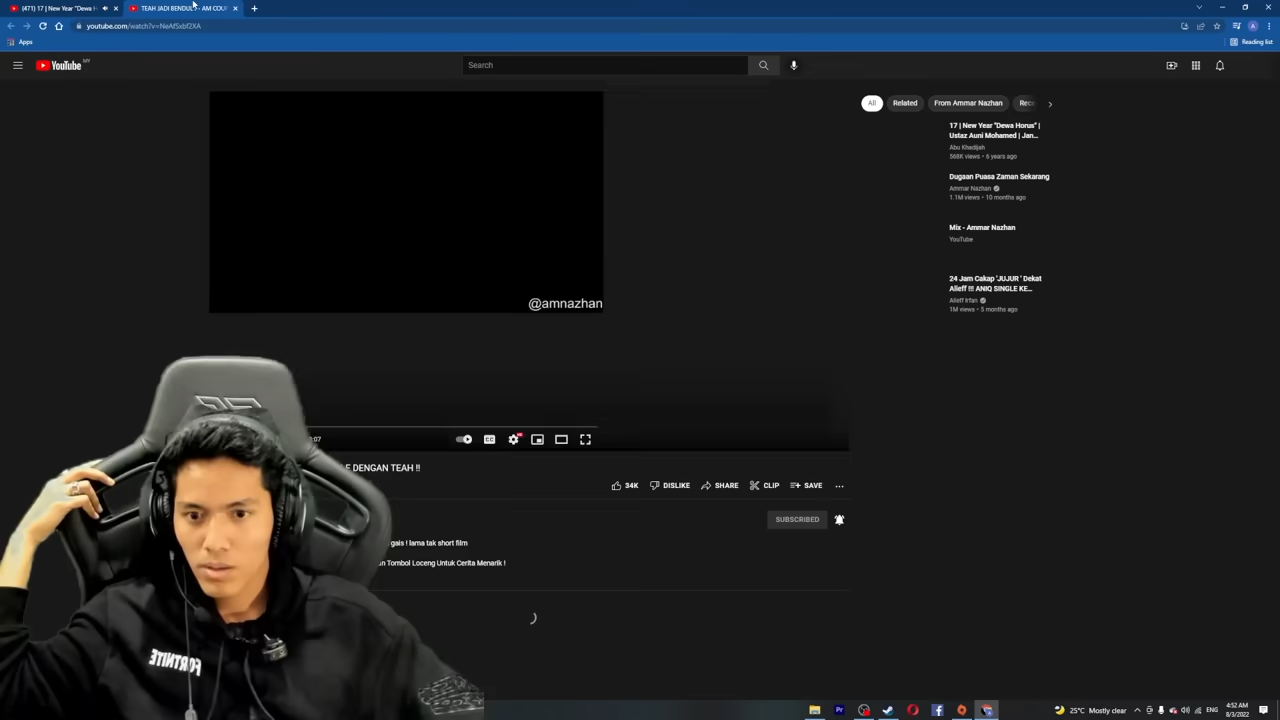 (471) 17 | New Year "Dewa H
TEAH JADI BENDUL? - AM COU
youtube.com/watch?v=NeAf5xbf2XA
Apps
Reading list
YouTube MY
Search
@amnazhan
All
Related
From Ammar Nazhan
Rece
17 | New Year "Dewa Horus" |
Ustaz Auni Mohamed | Jan...
Abu Khadijah
568K views • 6 years ago
Dugaan Puasa Zaman Sekarang
Ammar Nazhan
1.1M views • 10 months ago
Mix - Ammar Nazhan
YouTube
24 Jam Cakap 'JUJUR ' Dekat
Alieff !!! ANIQ SINGLE KE...
Alieff Irfan
1M views • 5 months ago
:07
CC
DENGAN TEAH !!
34K
DISLIKE
SHARE
CLIP
SAVE
SUBSCRIBED
gais ! lama tak short film
n Tombol Loceng Untuk Cerita Menarik !
FORTNITE
25°C Mostly clear
ENG
4:52 AM
8/3/2022